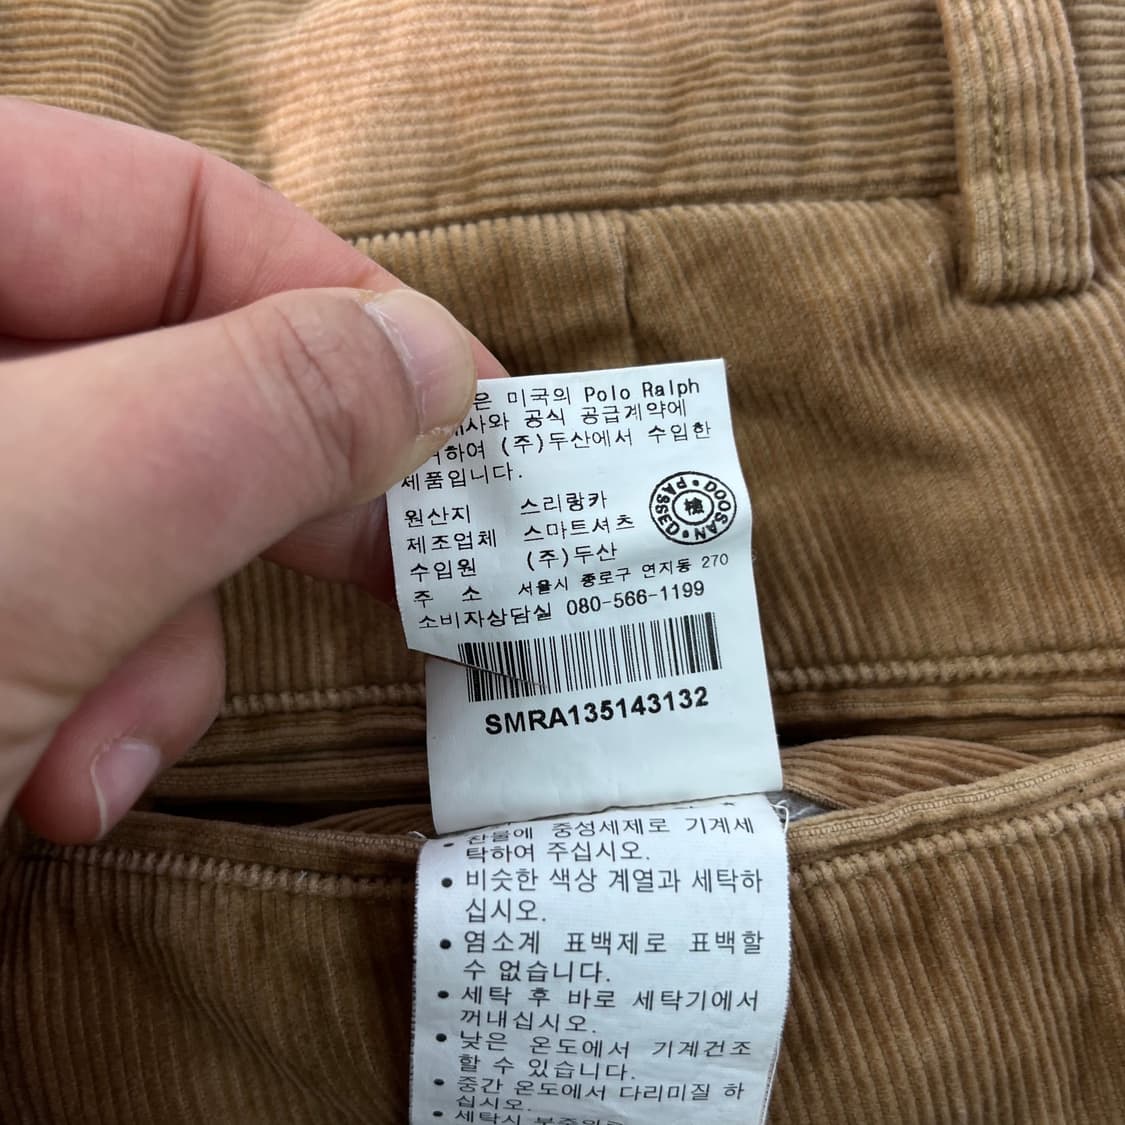 은 미국의 Polo Ralph
사와 공식 공급계약에
하여 (주)두산에서 수입한
제품입니다.
원산지 스리랑카
제조업체 스마트셔츠
수입원 (주)두산
주 소 서울시 종로구 연지동 270
소비자상담실 080-566-1199
DOOSAN PASSED
檢
SMRA135143132
찬물에 중성세제로 기계세
탁하여 주십시오.
• 비슷한 색상 계열과 세탁하
십시오.
• 염소계 표백제로 표백할
수 없습니다.
• 세탁 후 바로 세탁기에서
꺼내십시오.
• 낮은 온도에서 기계건조
할 수 있습니다.
• 중간 온도에서 다리미질 하
십시오.
• 세탁시